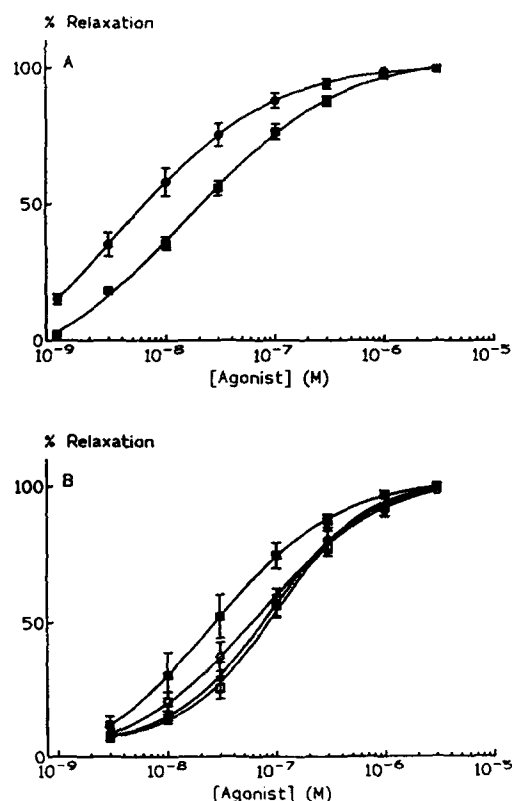 % Relaxation
A
100
50
0
10⁻⁹ 10⁻⁸ 10⁻⁷ 10⁻⁶ 10⁻⁵
[Agonist] (M)
% Relaxation
B
100
50
0
10⁻⁹ 10⁻⁸ 10⁻⁷ 10⁻⁶ 10⁻⁵
[Agonist] (M)